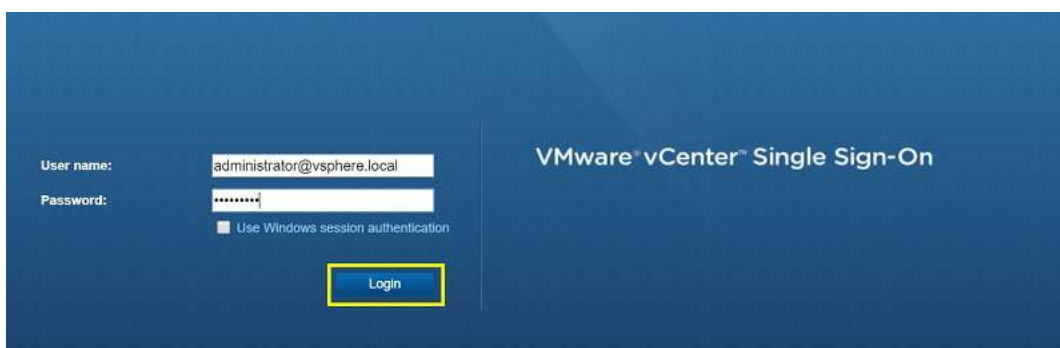 User name:
administrator@vsphere.local
VMware® vCenter™ Single Sign-On
Password:
•••••••••
Use Windows session authentication
Login